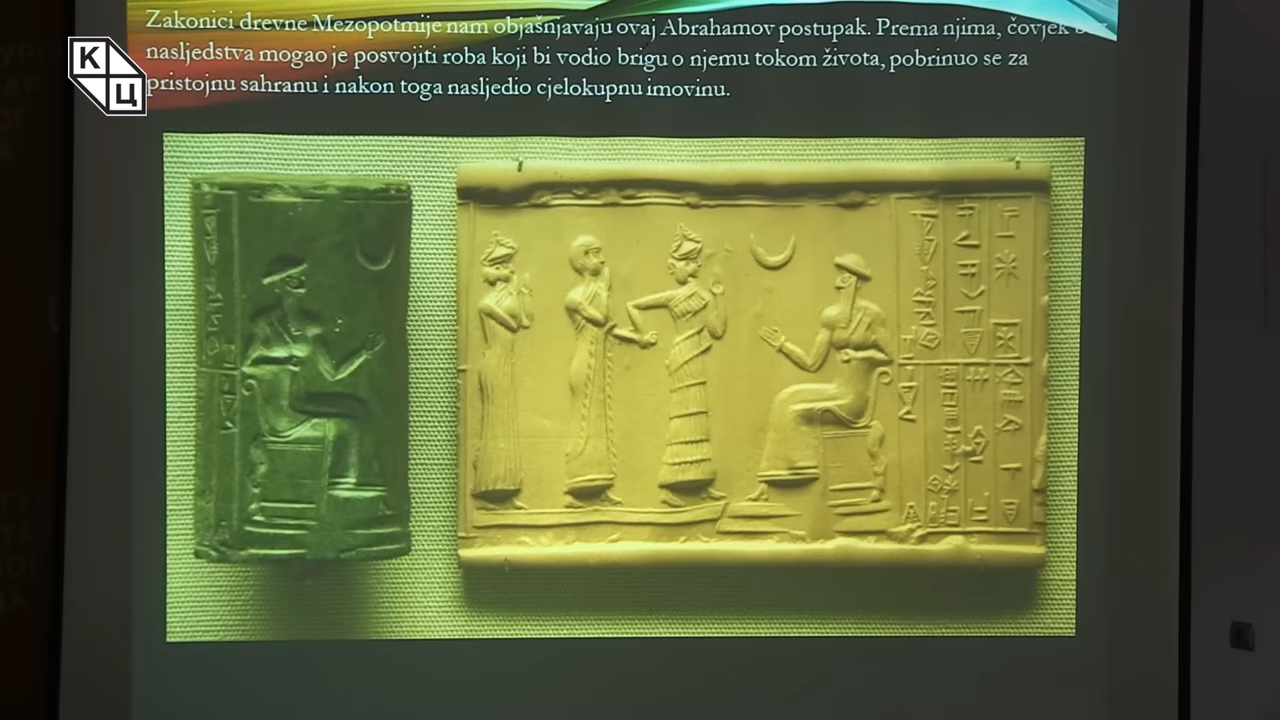 Zakonici drevne Mezopotmije nam objašnjavaju ovaj Abrahamov postupak. Prema njima, čovjek
nasljedstva mogao je posvojiti roba koji bi vodio brigu o njemu tokom života, pobrinuo se za
pristojnu sahranu i nakon toga nasljedio cjelokupnu imovinu.
К
Ц